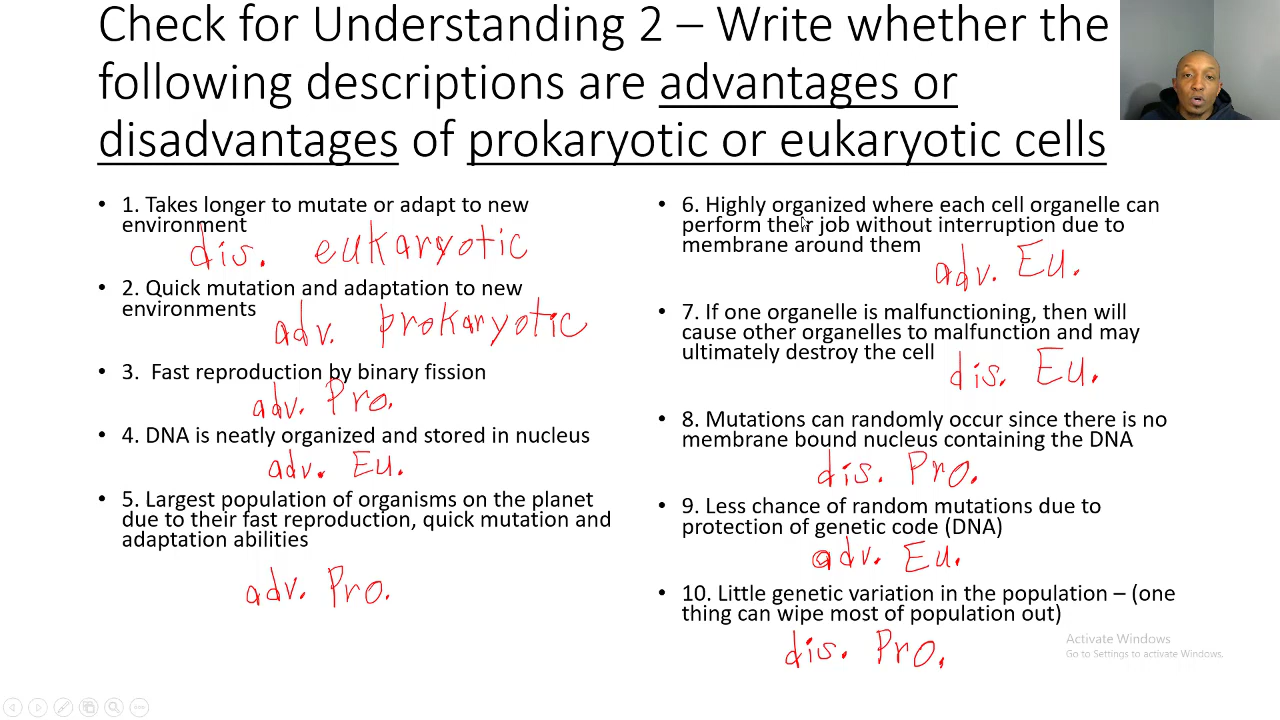 Check for Understanding 2 – Write whether the
following descriptions are advantages or
disadvantages of prokaryotic or eukaryotic cells
• 1. Takes longer to mutate or adapt to new
environment
dis. eukaryotic
• 2. Quick mutation and adaptation to new
environments
adv. prokaryotic
• 3. Fast reproduction by binary fission
adv. Pro.
• 4. DNA is neatly organized and stored in nucleus
adv. Eu.
• 5. Largest population of organisms on the planet
due to their fast reproduction, quick mutation and
adaptation abilities
adv. Pro.
• 6. Highly organized where each cell organelle can
perform their job without interruption due to
membrane around them
adv. Eu.
• 7. If one organelle is malfunctioning, then will
cause other organelles to malfunction and may
ultimately destroy the cell
dis. Eu.
• 8. Mutations can randomly occur since there is no
membrane bound nucleus containing the DNA
dis. Pro.
• 9. Less chance of random mutations due to
protection of genetic code (DNA)
adv. Eu.
• 10. Little genetic variation in the population – (one
thing can wipe most of population out)
dis. Pro.
Activate Windows
Go to Settings to activate Windows.